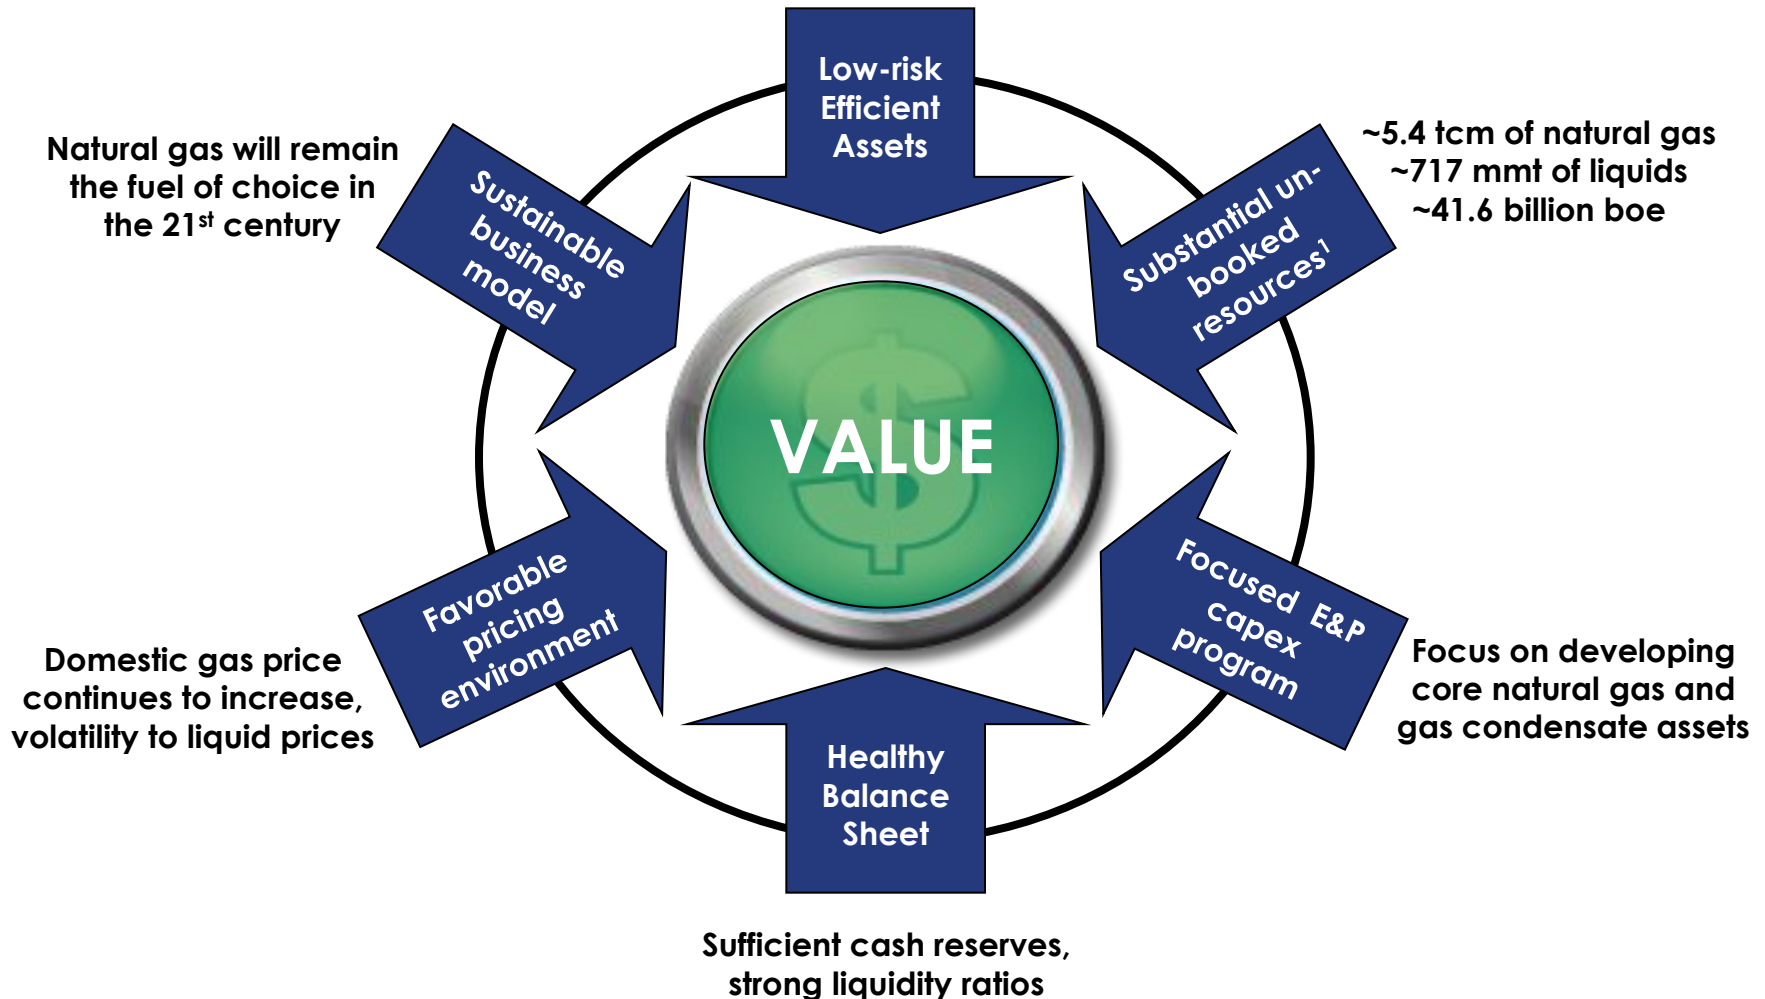 Low-risk
Efficient
Assets
Natural gas will remain
the fuel of choice in
the 21st century
Sustainable
business
model
~5.4 tcm of natural gas
~717 mmt of liquids
~41.6 billion boe
Substantial un-
booked
resources¹
$
VALUE
Favorable
pricing
environment
Domestic gas price
continues to increase,
volatility to liquid prices
Focused E&P
capex
program
Focus on developing
core natural gas and
gas condensate assets
Healthy
Balance
Sheet
Sufficient cash reserves,
strong liquidity ratios